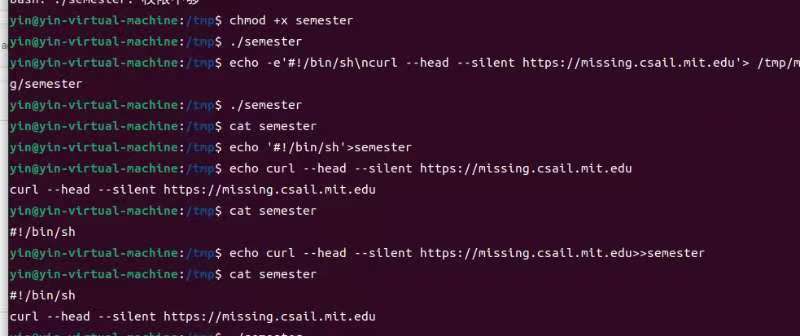 bash: ./semester: 权限不够
yin@yin-virtual-machine:/tmp$ chmod +x semester
yin@yin-virtual-machine:/tmp$ ./semester
yin@yin-virtual-machine:/tmp$ echo -e'#!/bin/sh\ncurl --head --silent https://missing.csail.mit.edu'> /tmp/m
g/semester
yin@yin-virtual-machine:/tmp$ ./semester
yin@yin-virtual-machine:/tmp$ cat semester
yin@yin-virtual-machine:/tmp$ echo '#!/bin/sh'>semester
yin@yin-virtual-machine:/tmp$ echo curl --head --silent https://missing.csail.mit.edu
curl --head --silent https://missing.csail.mit.edu
yin@yin-virtual-machine:/tmp$ cat semester
#!/bin/sh
yin@yin-virtual-machine:/tmp$ echo curl --head --silent https://missing.csail.mit.edu>>semester
yin@yin-virtual-machine:/tmp$ cat semester
#!/bin/sh
curl --head --silent https://missing.csail.mit.edu
yin@yin-virtual-machine:/tmp$ ./semester